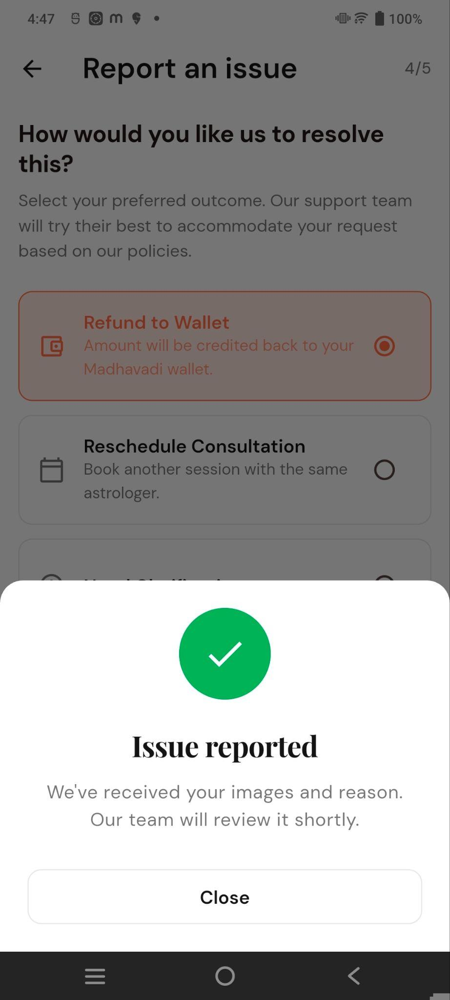 4:47
100%
Report an issue
4/5
How would you like us to resolve
this?
Select your preferred outcome. Our support team
will try their best to accommodate your request
based on our policies.
Refund to Wallet
Amount will be credited back to your
Madhavadi wallet.
Reschedule Consultation
Book another session with the same
astrologer.
Issue reported
We've received your images and reason.
Our team will review it shortly.
Close